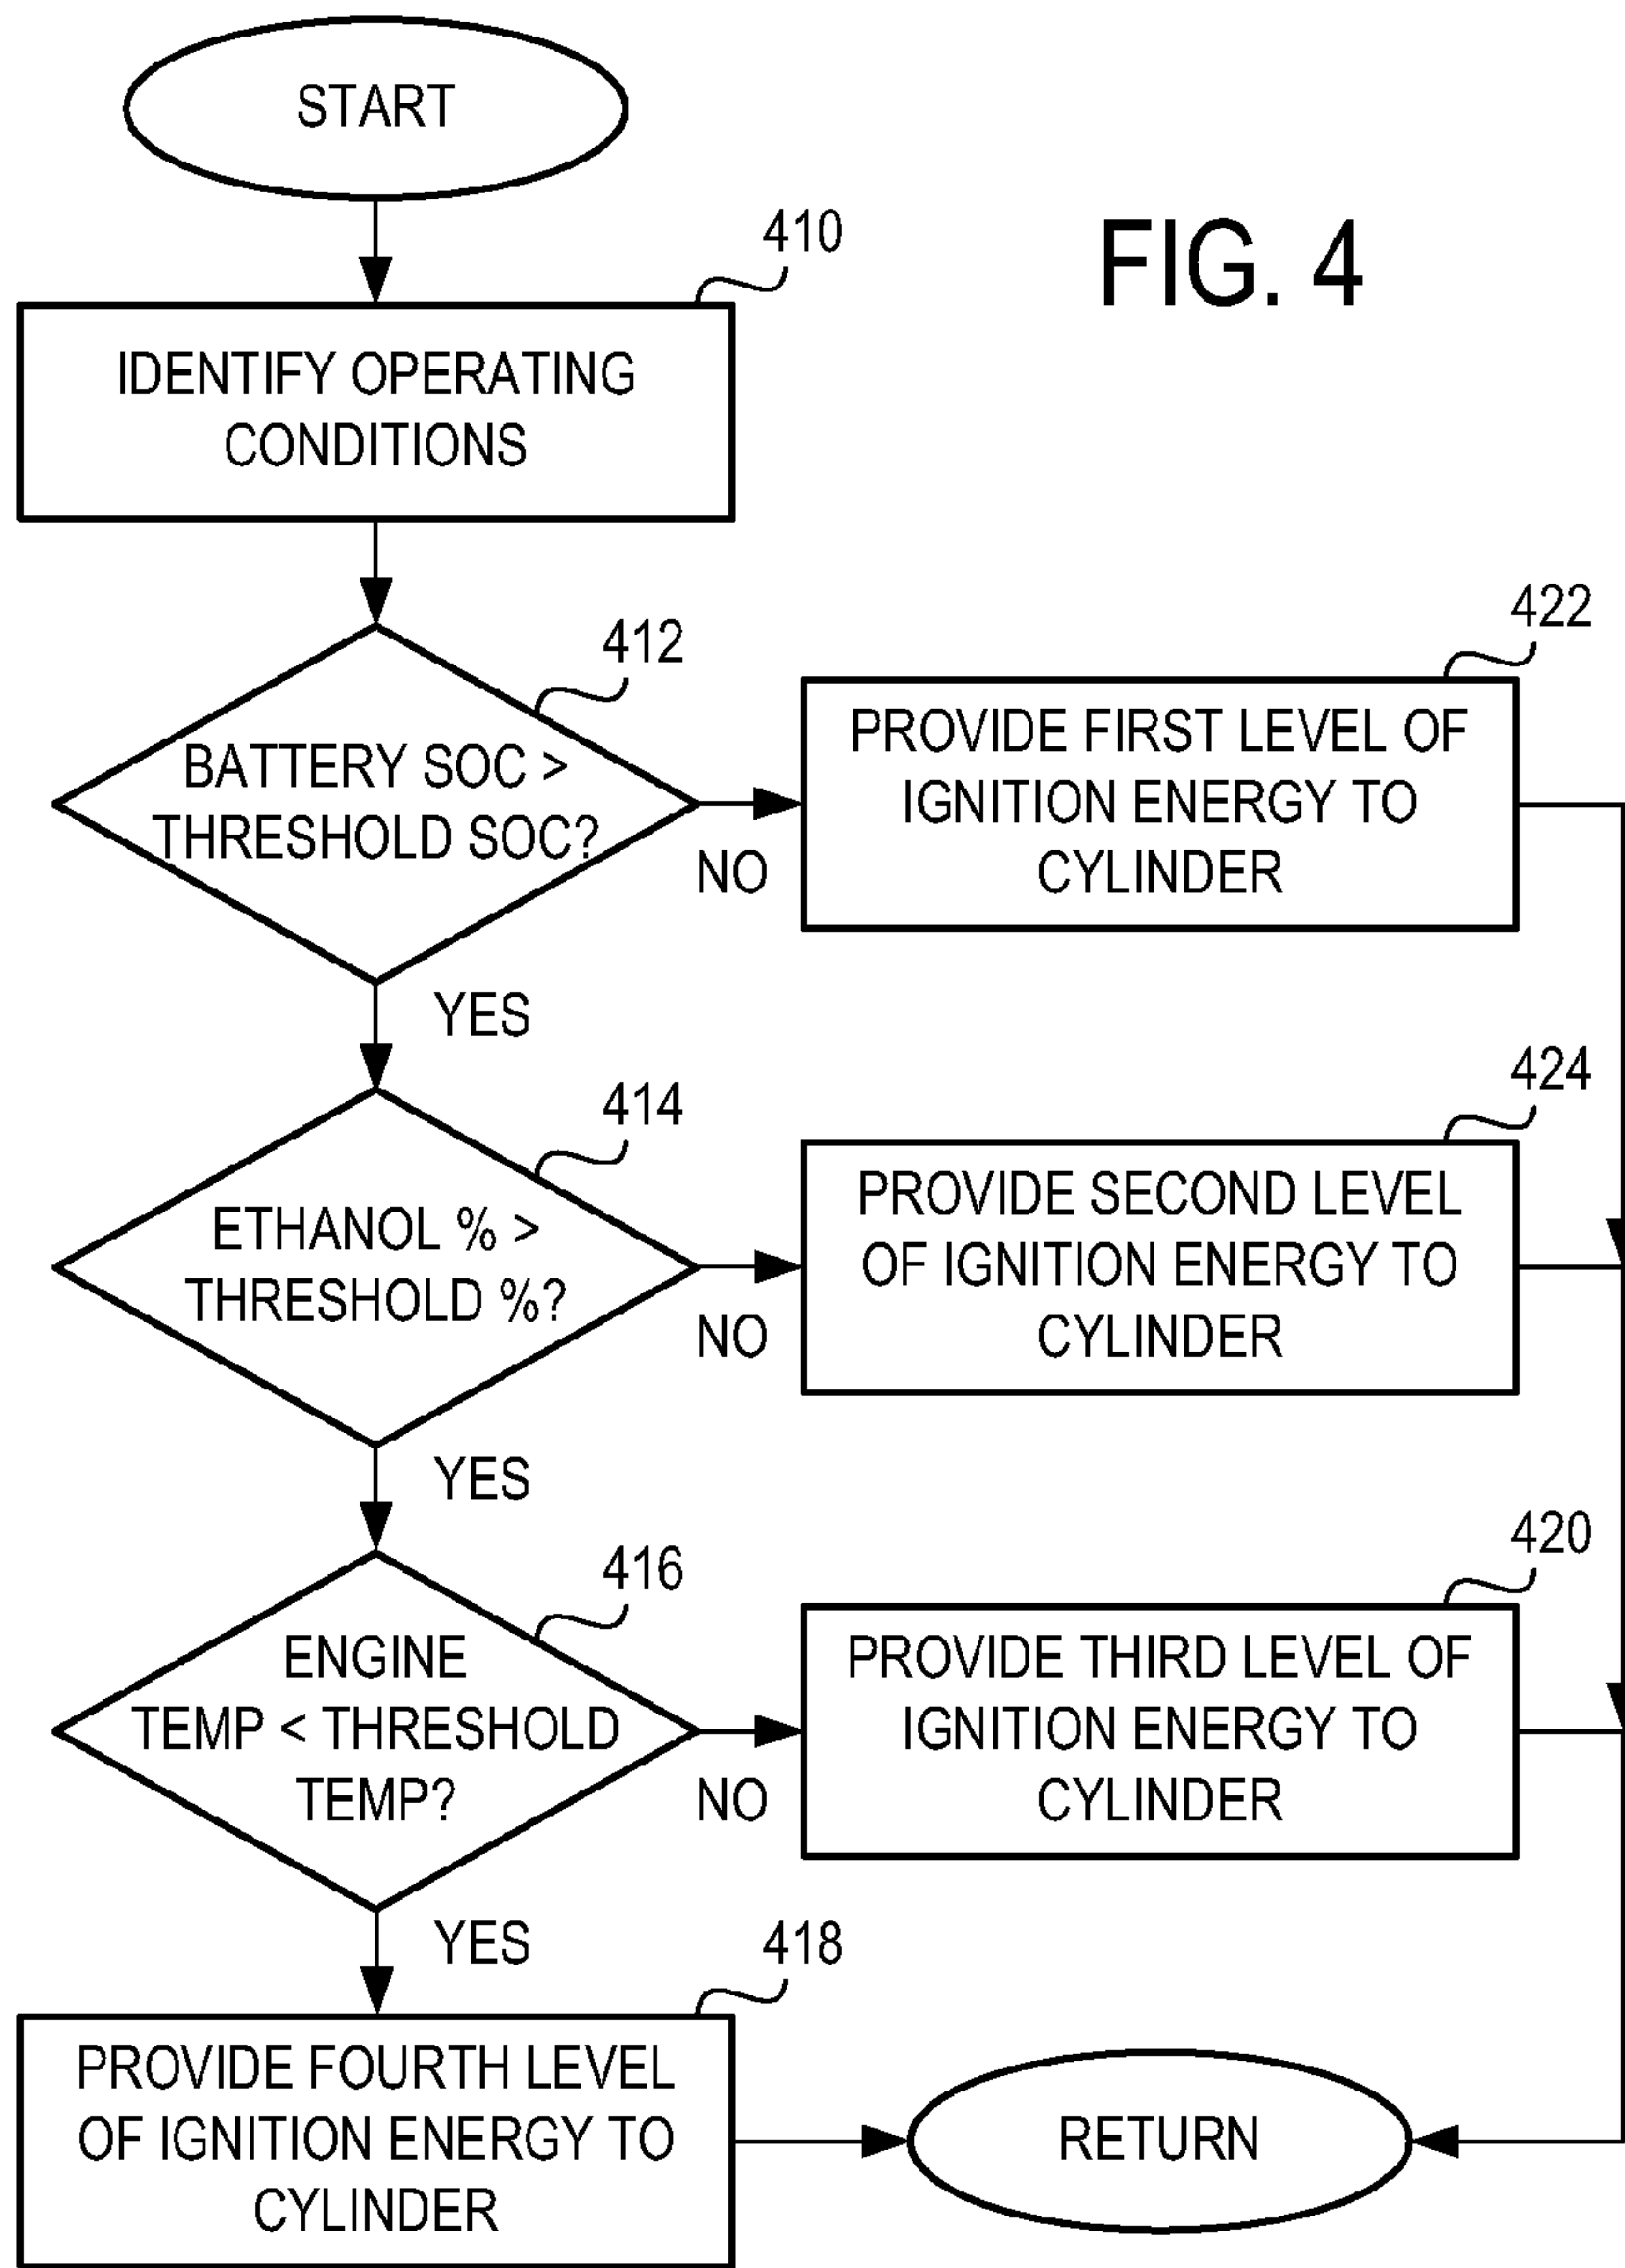 START
FIG. 4
410
IDENTIFY OPERATING
CONDITIONS
412
BATTERY SOC >
THRESHOLD SOC?
NO
YES
422
PROVIDE FIRST LEVEL OF
IGNITION ENERGY TO
CYLINDER
414
ETHANOL % >
THRESHOLD %?
NO
YES
424
PROVIDE SECOND LEVEL
OF IGNITION ENERGY TO
CYLINDER
416
ENGINE
TEMP < THRESHOLD
TEMP?
NO
YES
420
PROVIDE THIRD LEVEL OF
IGNITION ENERGY TO
CYLINDER
418
PROVIDE FOURTH LEVEL
OF IGNITION ENERGY TO
CYLINDER
RETURN